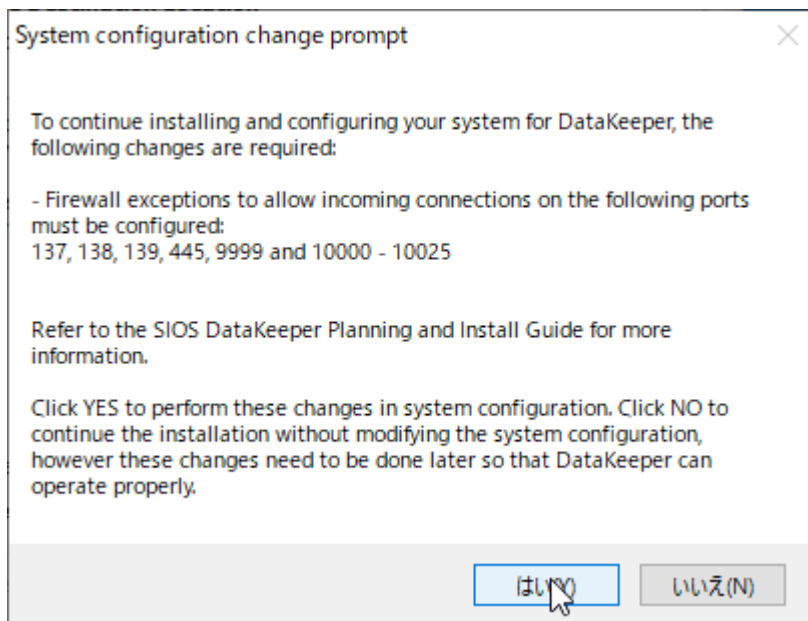 System configuration change prompt
To continue installing and configuring your system for DataKeeper, the
following changes are required:
- Firewall exceptions to allow incoming connections on the following ports
must be configured:
137, 138, 139, 445, 9999 and 10000 - 10025
Refer to the SIOS DataKeeper Planning and Install Guide for more
information.
Click YES to perform these changes in system configuration. Click NO to
continue the installation without modifying the system configuration,
however these changes need to be done later so that DataKeeper can
operate properly.
はい(Y)
いいえ(N)